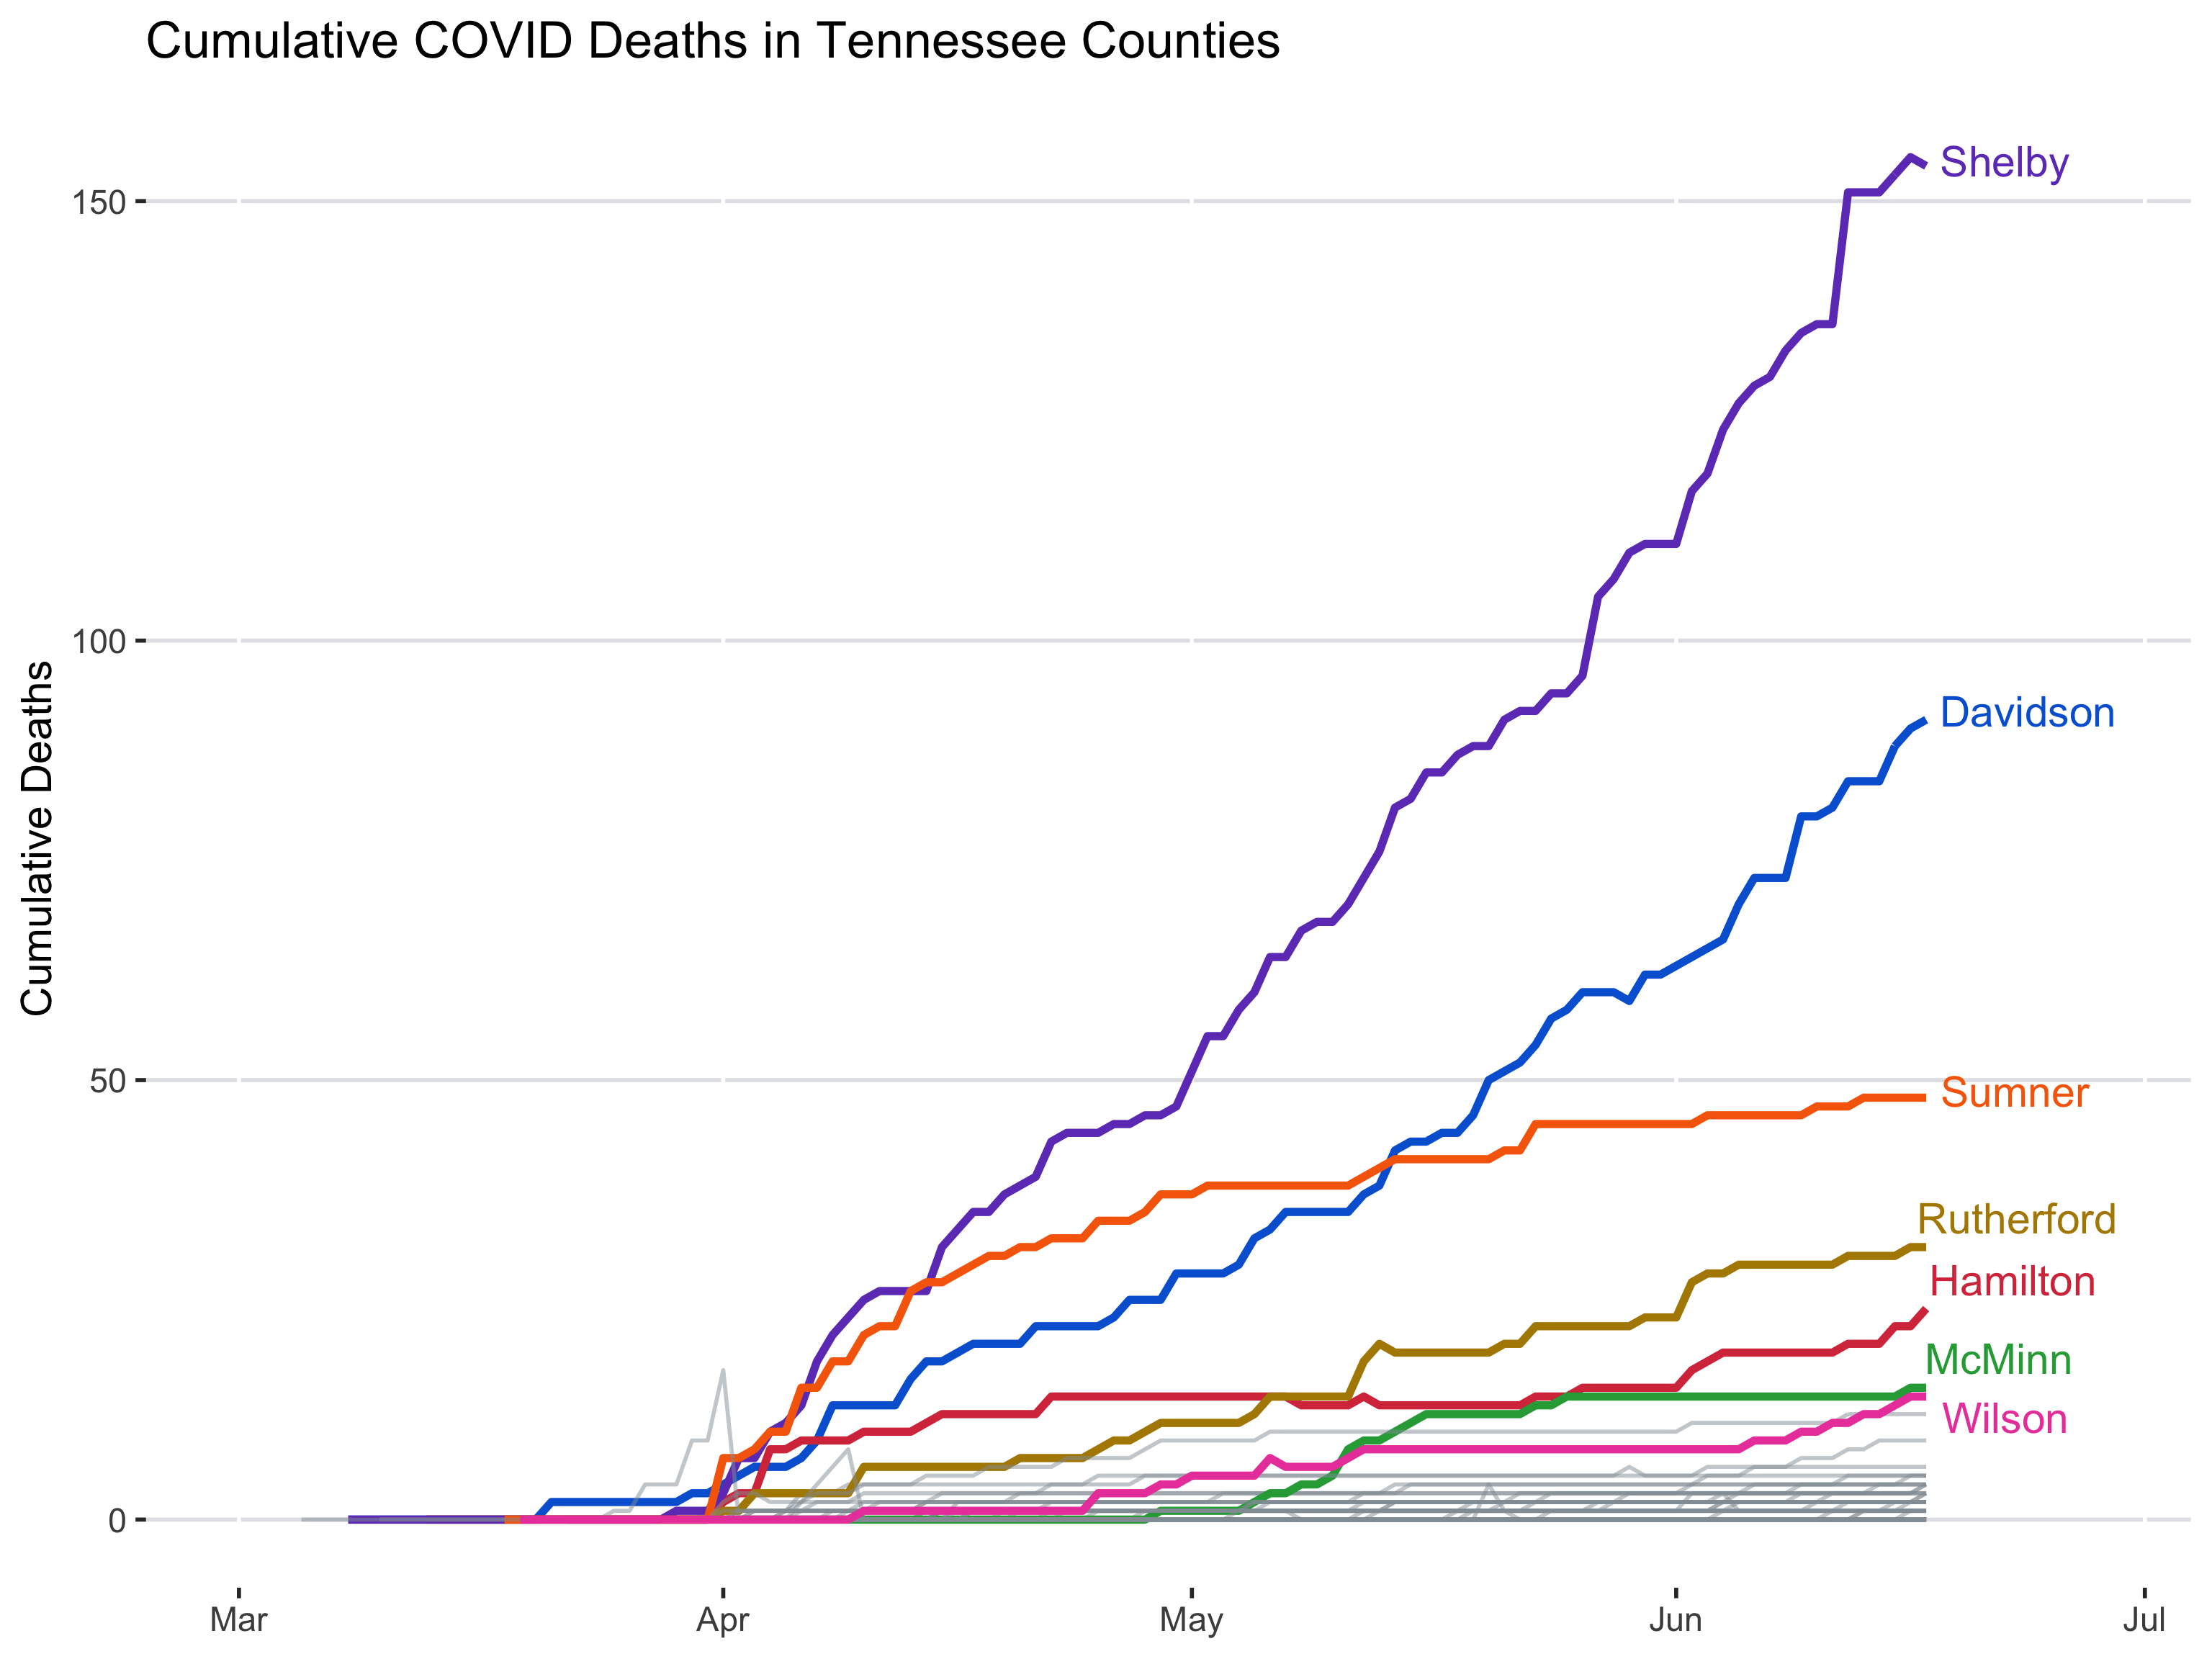 Cumulative COVID Deaths in Tennessee Counties
Shelby
150
100
Davidson
Cumulative Deaths
50
Sumner
Rutherford
Hamilton
McMinn
Wilson
0
Mar Apr May Jun Jul